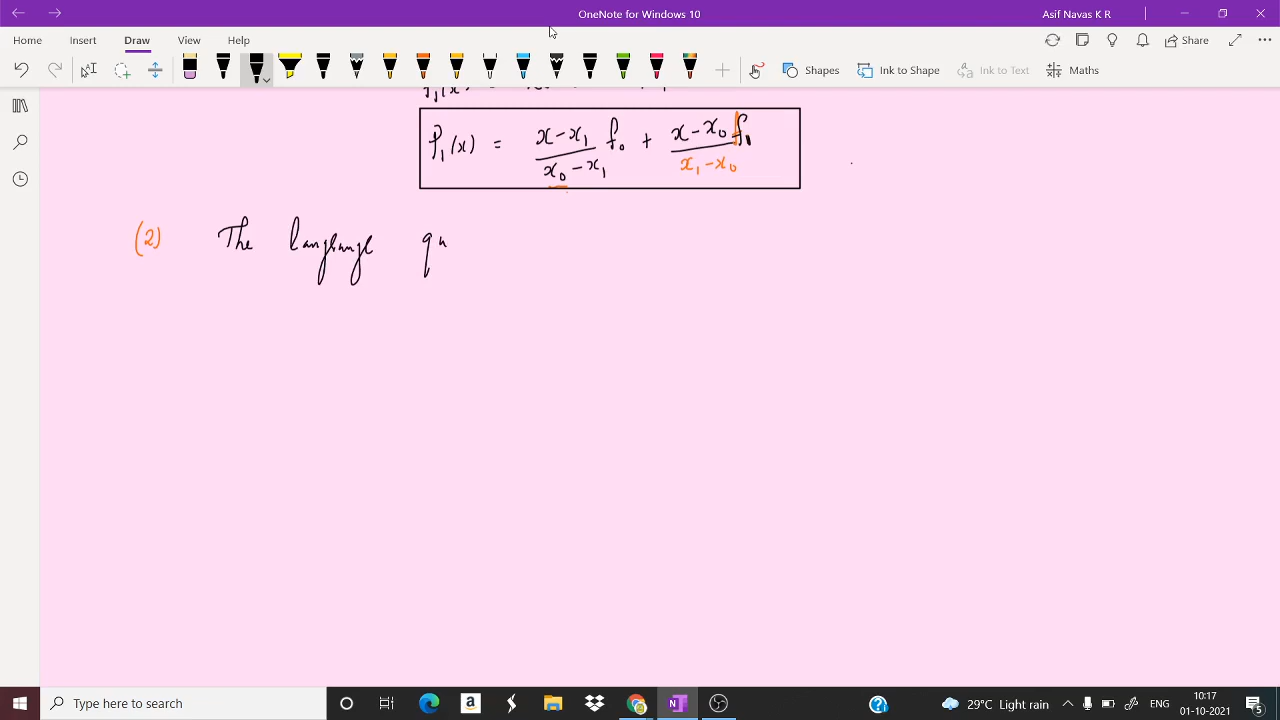 OneNote for Windows 10
Asif Navas K R
Home Insert Draw View Help
Share
Shapes Ink to Shape Ink to Text Maths
P₁(x) = (x-x₁)/(x₀-x₁) f₀ + (x-x₀)/(x₁-x₀) f₁
(2) The langrange qu
Type here to search
a
29°C Light rain
ENG
10:17
01-10-2021
5